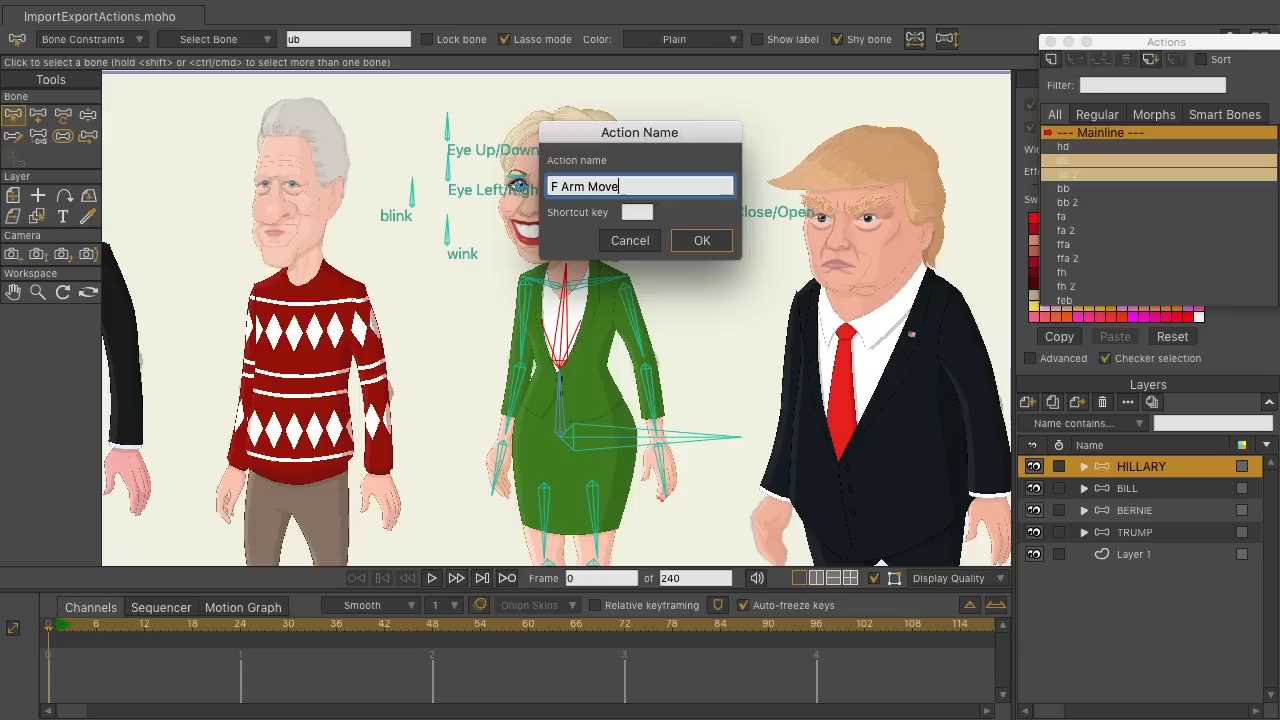 ImportExportActions.moho
Bone Constraints
Select Bone
ub
Lock bone
Lasso mode
Color:
Plain
Show label
Shy bone
Click to select a bone (hold <shift> or <ctrl/cmd> to select more than one bone)
Tools
Bone
Layer
Camera
Workspace
Eye Up/Down
Eye Left/Righ
blink
wink
Close/Open
Action Name
Action name
F Arm Move
Shortcut key
Cancel
OK
Actions
Sort
Filter:
All
Regular
Morphs
Smart Bones
--- Mainline ---
hd
ub
ub 2
bb
bb 2
fa
fa 2
ffa
ffa 2
fh
fh 2
feb
Copy
Paste
Reset
Advanced
Checker selection
Layers
Name contains...
Name
HILLARY
BILL
BERNIE
TRUMP
Layer 1
Frame
0
of
240
Display Quality
Channels
Sequencer
Motion Graph
Smooth
1
Onion Skins
Relative keyframing
Auto-freeze keys
6 12 18 24 30 36 42 48 54 60 66 72 78 84 90 96 102 108 114
0 1 2 3 4